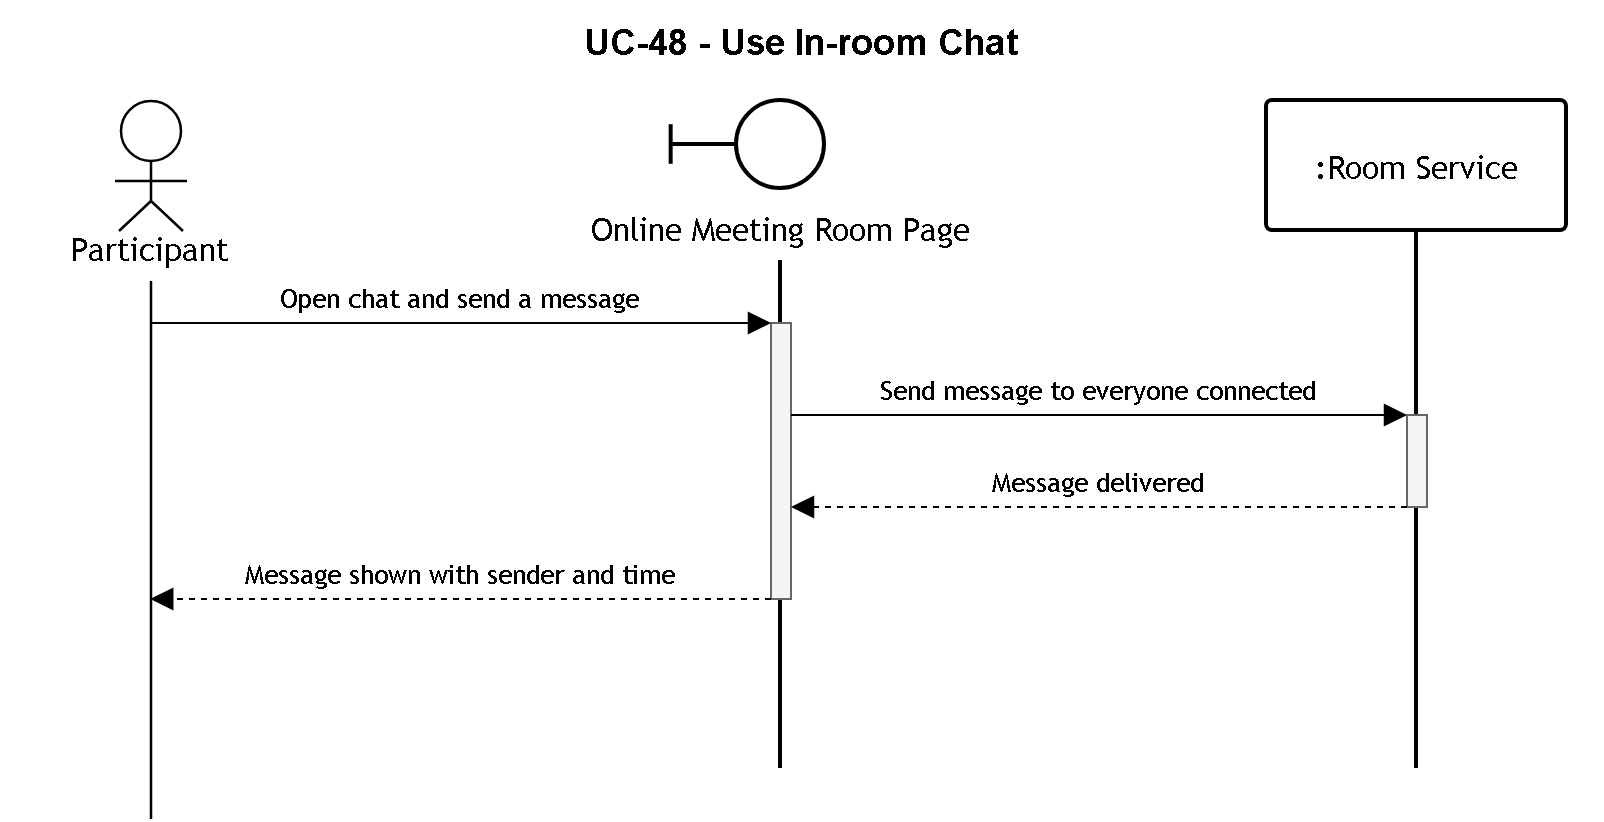 UC-48 - Use In-room Chat
Participant
Online Meeting Room Page
:Room Service
Open chat and send a message
Send message to everyone connected
Message delivered
Message shown with sender and time